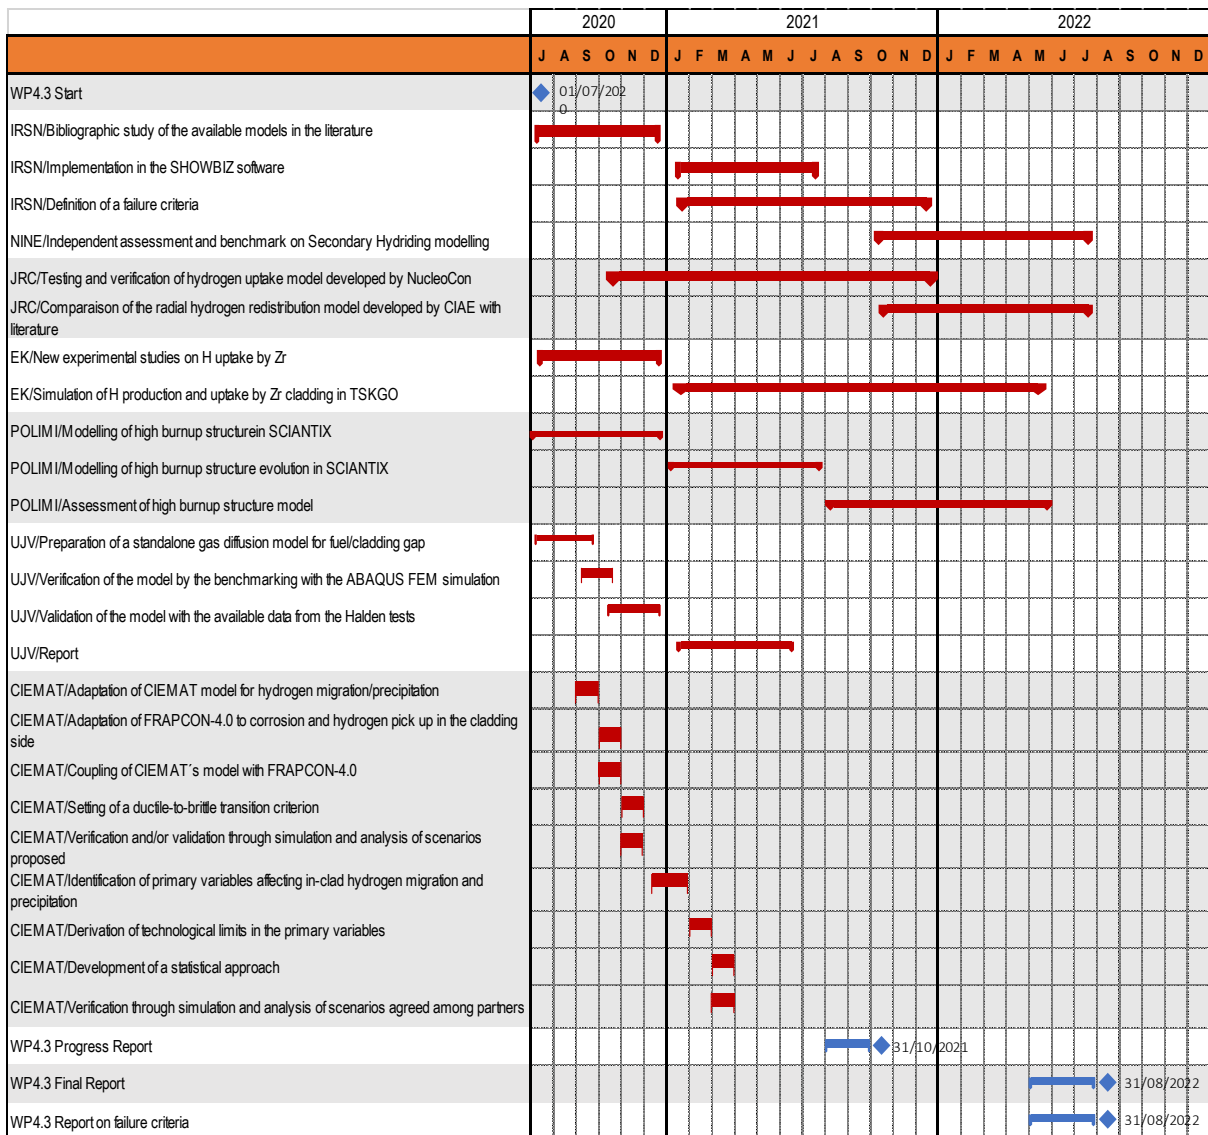 2020 2021 2022
J A S O N D J F M A M J J A S O N D J F M A M J J A S O N D
WP4.3 Start
01/07/202
0
IRSN/Bibliographic study of the available models in the literature
IRSN/Implementation in the SHOWBIZ software
IRSN/Definition of a failure criteria
NINE/Independent assessment and benchmark on Secondary Hydriding modelling
JRC/Testing and verification of hydrogen uptake model developed by NucleoCon
JRC/Comparaison of the radial hydrogen redistribution model developed by CIAE with
literature
EK/New experimental studies on H uptake by Zr
EK/Simulation of H production and uptake by Zr cladding in TSKGO
POLIMI/Modelling of high burnup structurein SCIANTIX
POLIMI/Modelling of high burnup structure evolution in SCIANTIX
POLIMI/Assessment of high burnup structure model
UJV/Preparation of a standalone gas diffusion model for fuel/cladding gap
UJV/Verification of the model by the benchmarking with the ABAQUS FEM simulation
UJV/Validation of the model with the available data from the Halden tests
UJV/Report
CIEMAT/Adaptation of CIEMAT model for hydrogen migration/precipitation
CIEMAT/Adaptation of FRAPCON-4.0 to corrosion and hydrogen pick up in the cladding
side
CIEMAT/Coupling of CIEMAT´s model with FRAPCON-4.0
CIEMAT/Setting of a ductile-to-brittle transition criterion
CIEMAT/Verification and/or validation through simulation and analysis of scenarios
proposed
CIEMAT/Identification of primary variables affecting in-clad hydrogen migration and
precipitation
CIEMAT/Derivation of technological limits in the primary variables
CIEMAT/Development of a statistical approach
CIEMAT/Verification through simulation and analysis of scenarios agreed among partners
WP4.3 Progress Report
31/10/2021
WP4.3 Final Report
31/08/2022
WP4.3 Report on failure criteria
31/08/2022